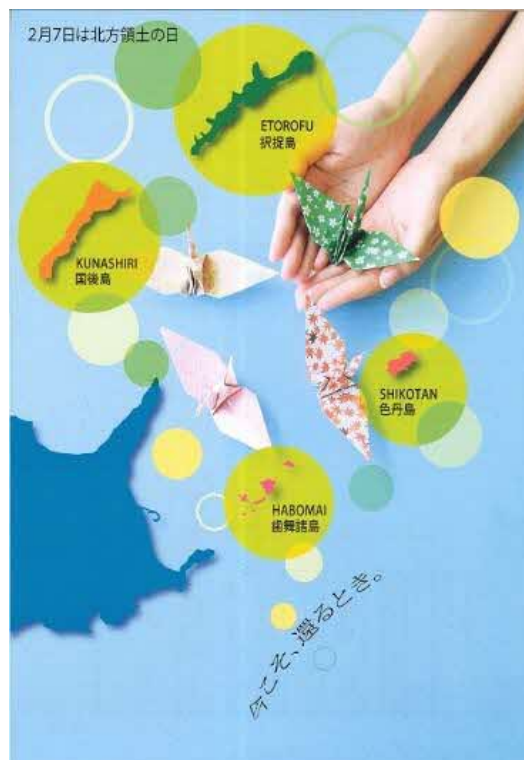 2月7日は北方領土の日
ETOROFU
択捉島
KUNASHIRI
国後島
SHIKOTAN
色丹島
HABOMAI
歯舞諸島
今こそ、還るとき。